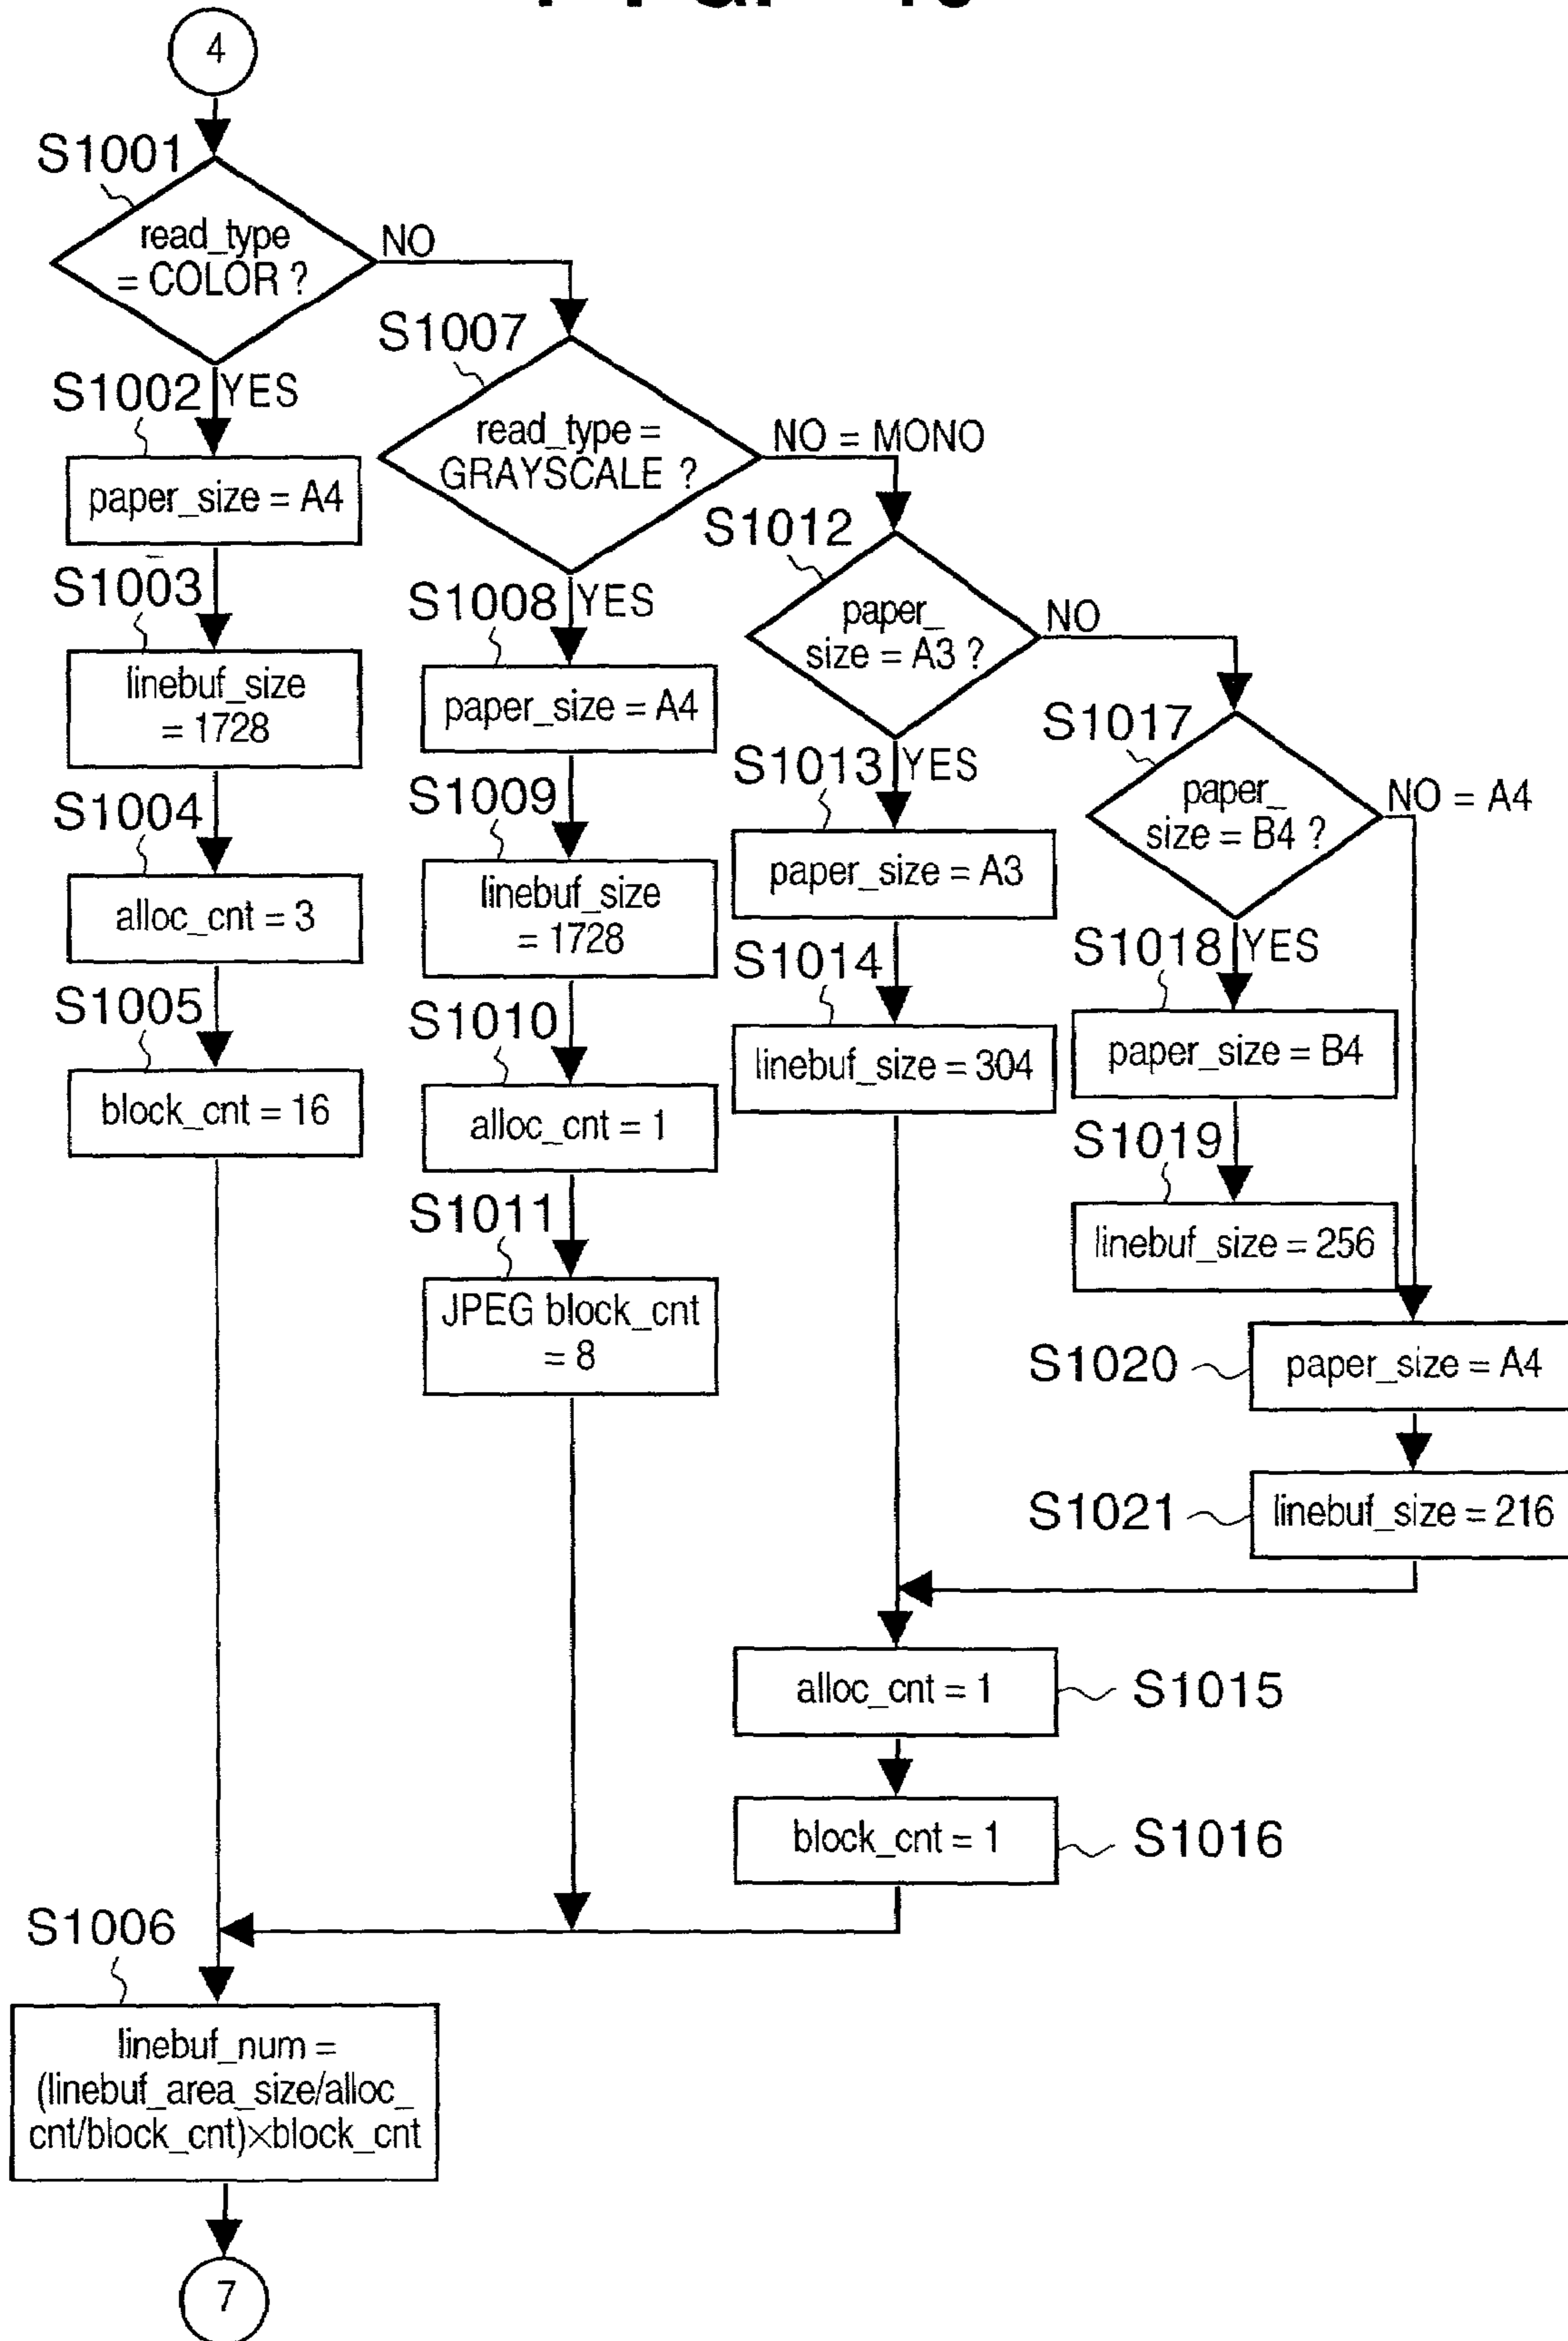 4
S1001
read_type
= COLOR ?
NO
YES
S1002
paper_size = A4
S1003
linebuf_size
= 1728
S1004
alloc_cnt = 3
S1005
block_cnt = 16
S1007
read_type =
GRAYSCALE ?
NO = MONO
YES
S1008
paper_size = A4
S1009
linebuf_size
= 1728
S1010
alloc_cnt = 1
S1011
JPEG block_cnt
= 8
S1012
paper_
size = A3 ?
NO
YES
S1013
paper_size = A3
S1014
linebuf_size = 304
S1017
paper_
size = B4 ?
NO = A4
YES
S1018
paper_size = B4
S1019
linebuf_size = 256
S1020
paper_size = A4
S1021
linebuf_size = 216
alloc_cnt = 1
S1015
block_cnt = 1
S1016
S1006
linebuf_num =
(linebuf_area_size/alloc_
cnt/block_cnt)×block_cnt
7